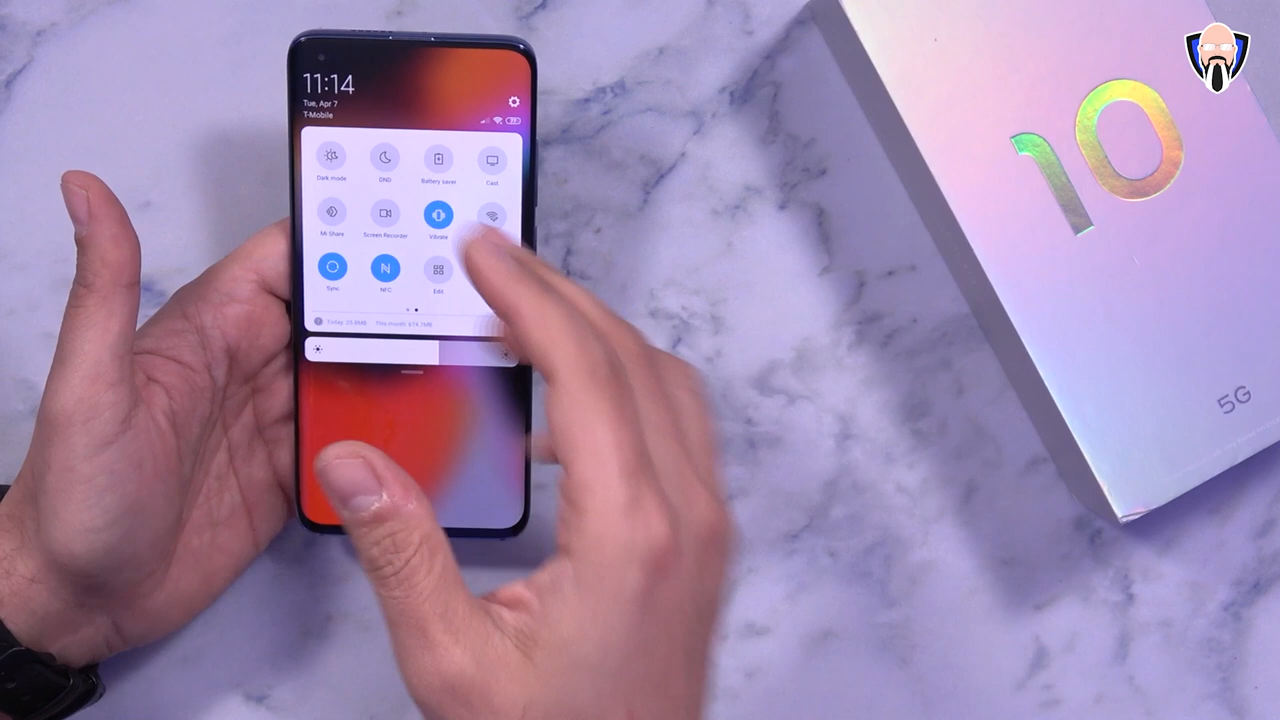 11:14
Tue, Apr 7
T-Mobile
Dark mode
DND
Battery saver
Cast
Mi Share
Screen Recorder
Vibrate
Sync
NFC
Edit
This month:
10
5G